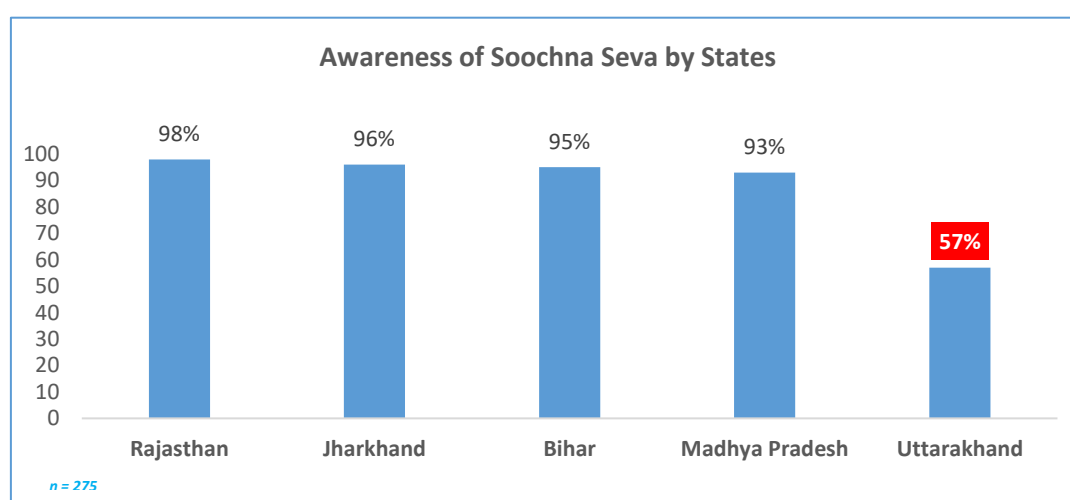 Awareness of Soochna Seva by States
98%
96%
95%
93%
57%
100
90
80
70
60
50
40
30
20
10
0
Rajasthan
Jharkhand
Bihar
Madhya Pradesh
Uttarakhand
n = 275